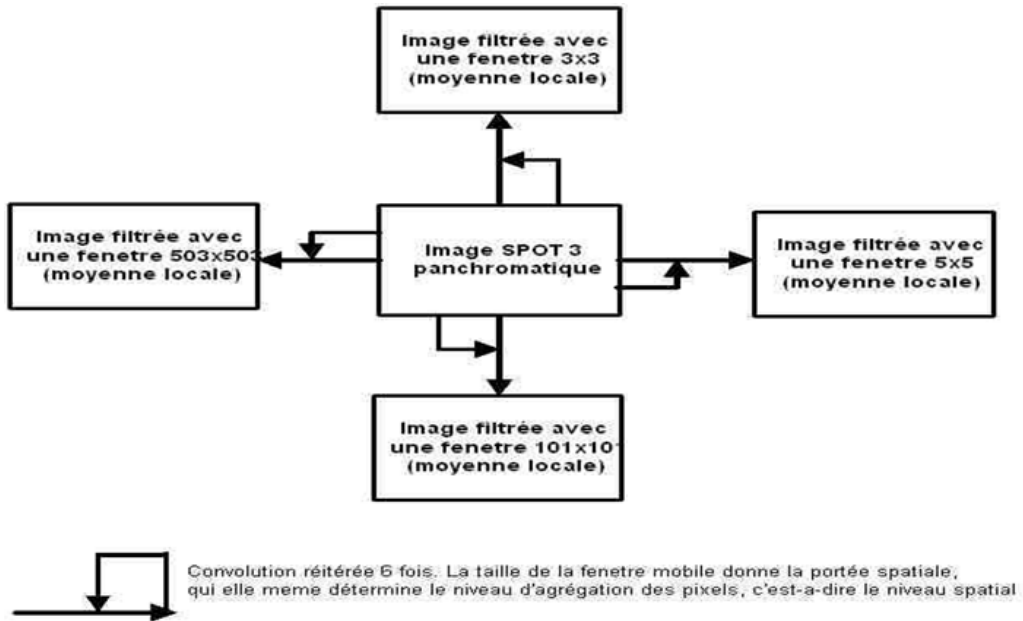 Image filtrée avec
une fenetre 3x3
(moyenne locale)
Image filtrée avec
une fenetre 503x503
(moyenne locale)
Image SPOT 3
panchromatique
Image filtrée avec
une fenetre 5x5
(moyenne locale)
Image filtrée avec
une fenetre 101x101
(moyenne locale)
Convolution réitérée 6 fois. La taille de la fenetre mobile donne la portée spatiale,
qui elle meme détermine le niveau d'agrégation des pixels, c'est-a-dire le niveau spatial